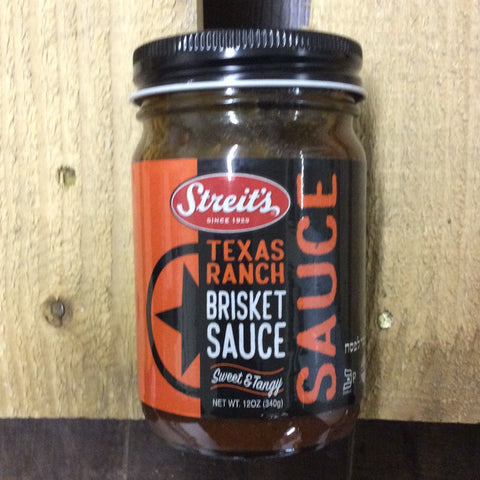 Streit's
SINCE 1925
TEXAS
RANCH
BRISKET
SAUCE
Sweet & Tangy
NET WT. 12OZ (340g)
SAUCE